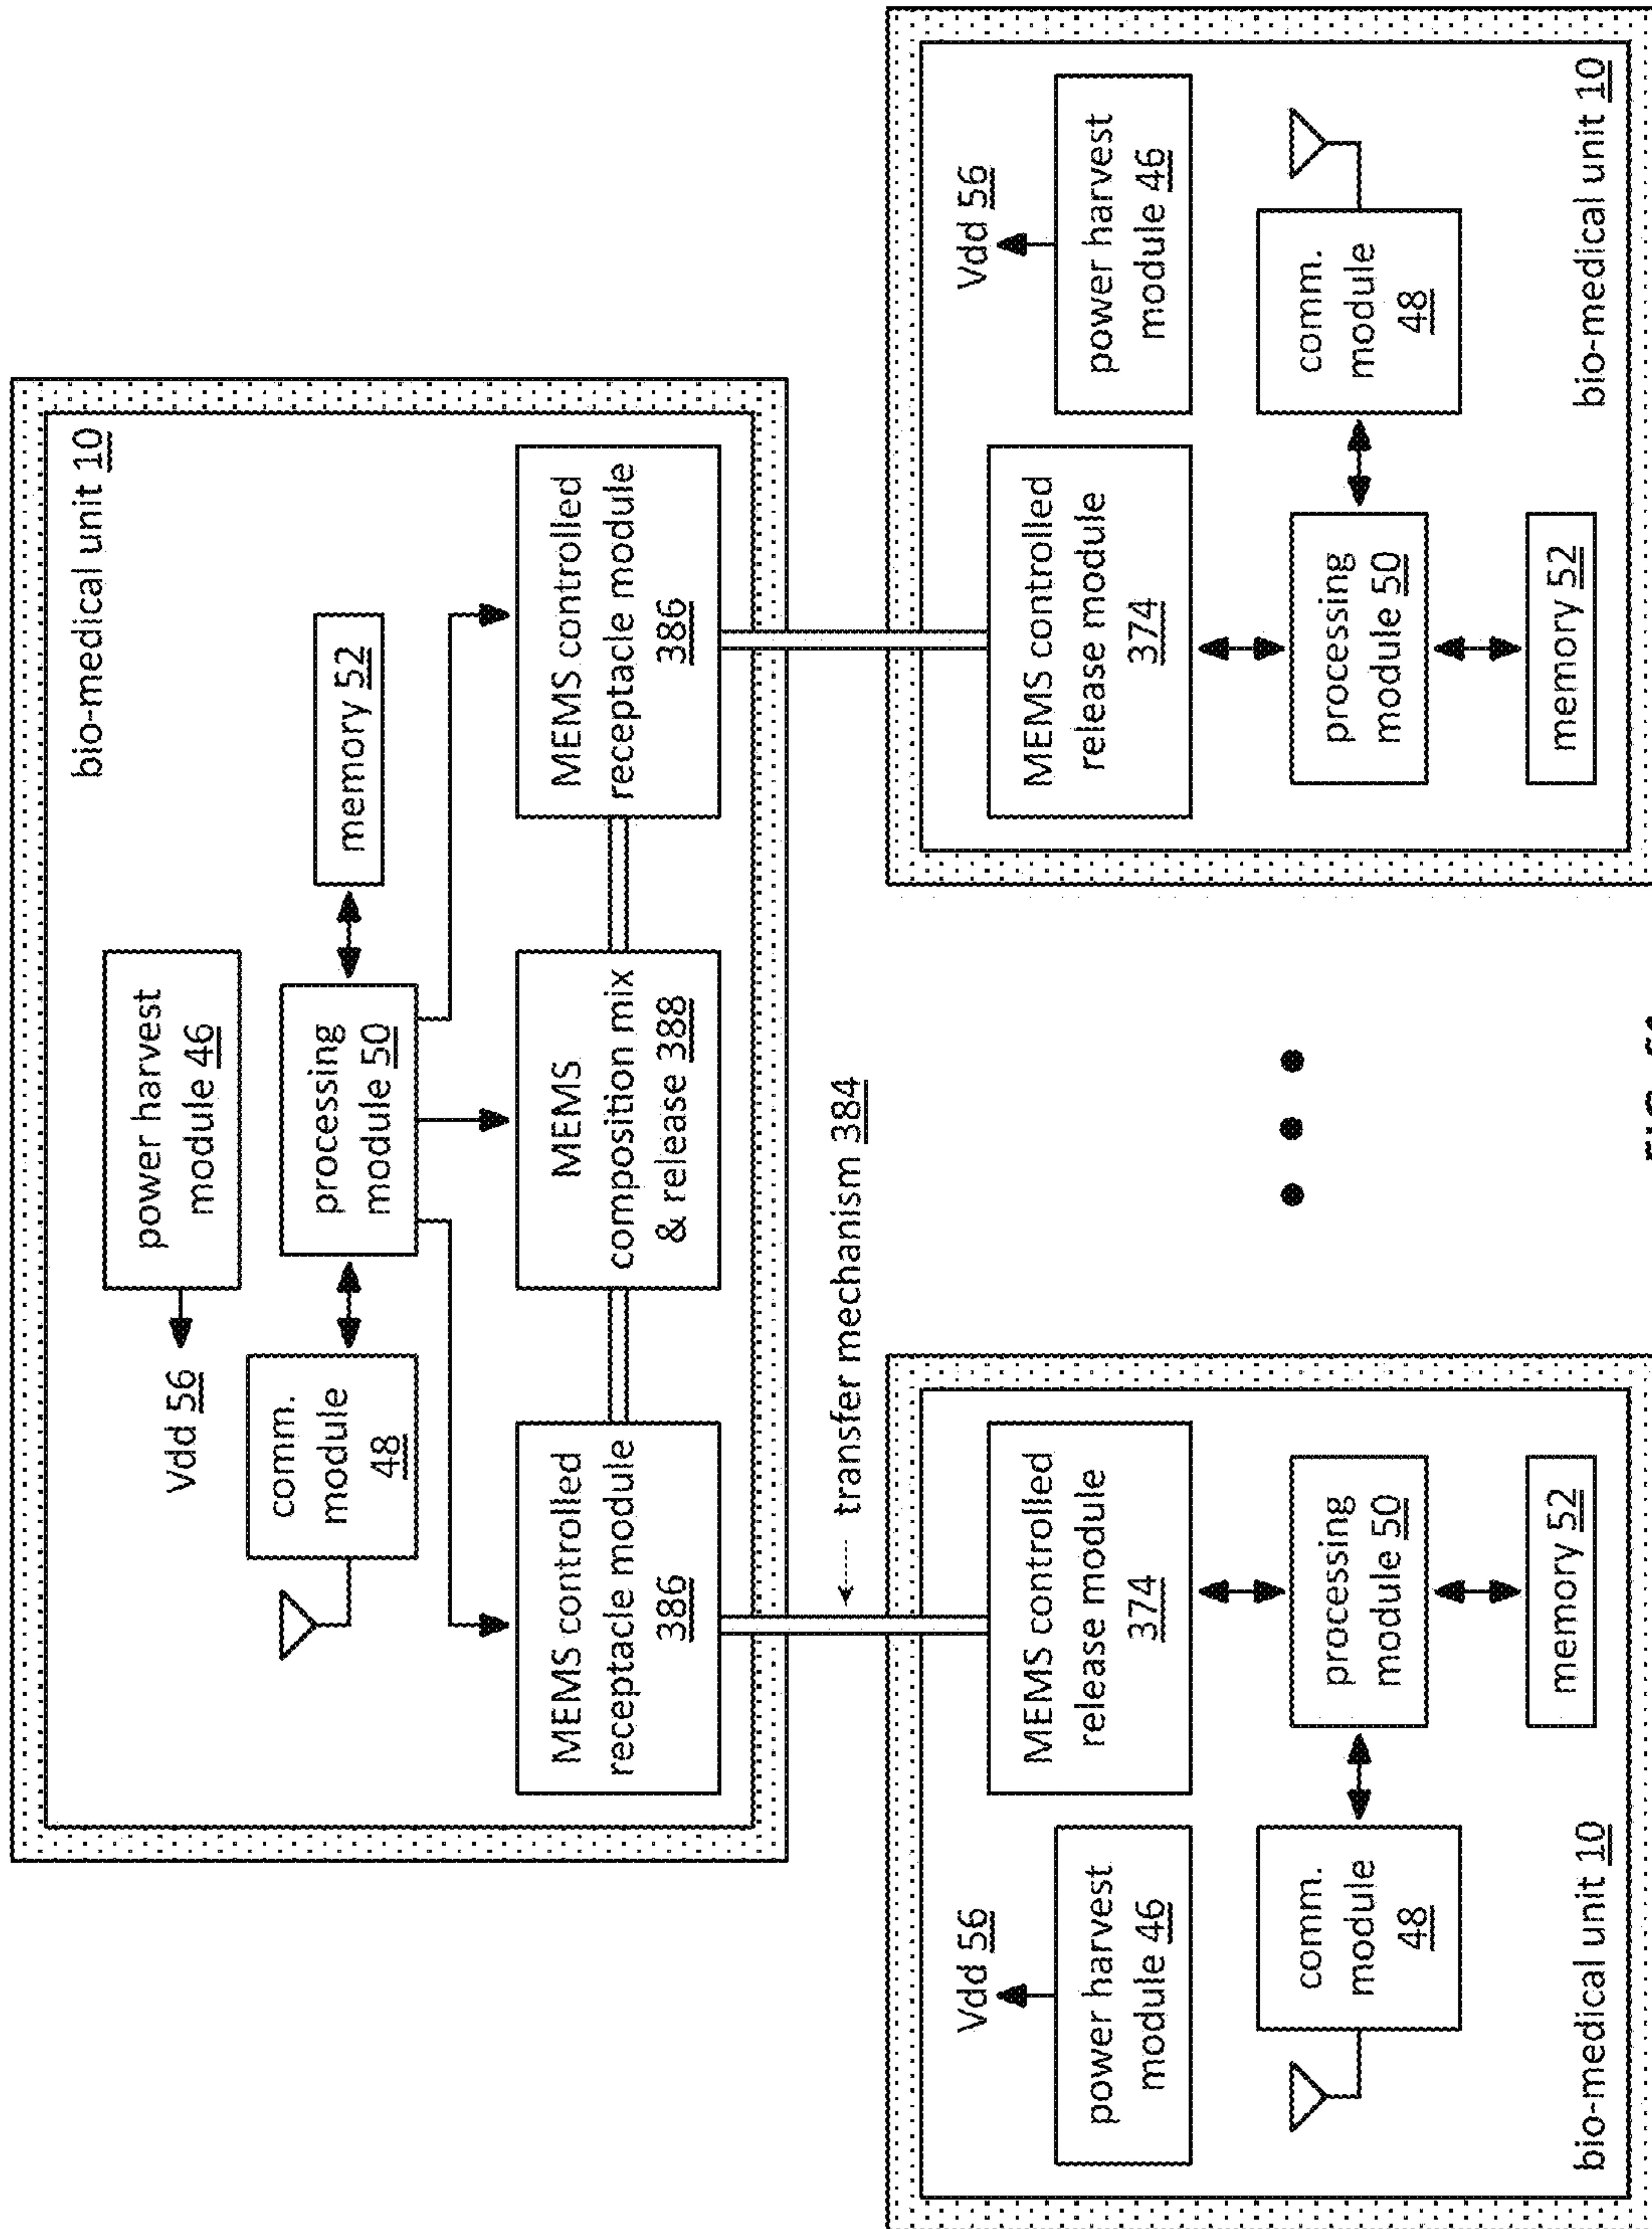 bio-medical unit 10
power harvest
module 46
Vdd 56
comm.
module
48
processing
module 50
memory 52
MEMS controlled
receptacle module
386
MEMS
composition mix
& release 388
MEMS controlled
receptacle module
386
transfer mechanism 384
Vdd 56
power harvest
module 46
MEMS controlled
release module
374
comm.
module
48
processing
module 50
memory 52
bio-medical unit 10
MEMS controlled
release module
374
Vdd 56
power harvest
module 46
processing
module 50
comm.
module
48
memory 52
bio-medical unit 10